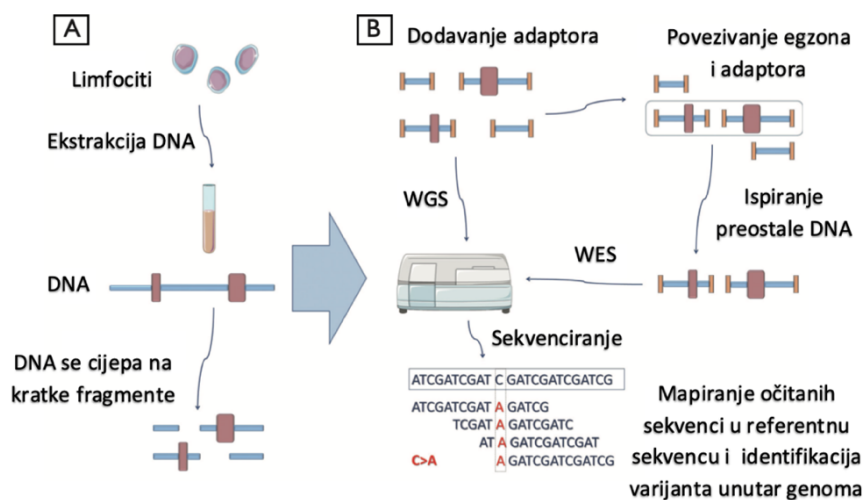 A
Limfociti
Ekstrakcija DNA
DNA
DNA se cijepa na
kratke fragmente
B
Dodavanje adaptora
Povezivanje egzona
i adaptora
WGS
Ispiranje
preostale DNA
WES
Sekvenciranje
ATCGATCGAT C GATCGATCGATCG
ATCGATCGAT A GATCG
TCGAT A GATCGATC
AT A GATCGATCGAT
C>A A GATCGATCGATCG
Mapiranje očitanih
sekvenci u referentnu
sekvencu i identifikacija
varijanta unutar genoma